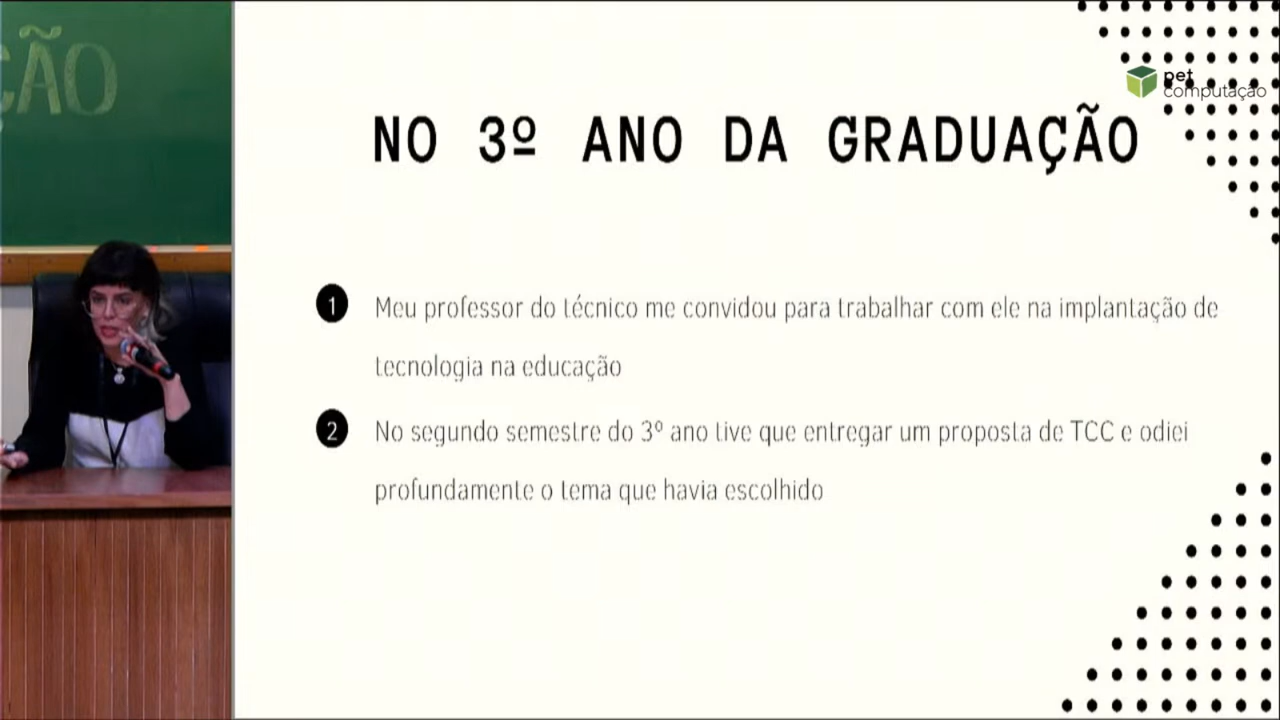 ÇÃO
pet
computação
NO 3º ANO DA GRADUAÇÃO
1 Meu professor do técnico me convidou para trabalhar com ele na implantação de
tecnologia na educação
2 No segundo semestre do 3º ano tive que entregar um proposta de TCC e odiei
profundamente o tema que havia escolhido